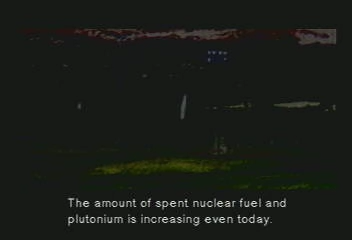 The amount of spent nuclear fuel and
plutonium is increasing even today.